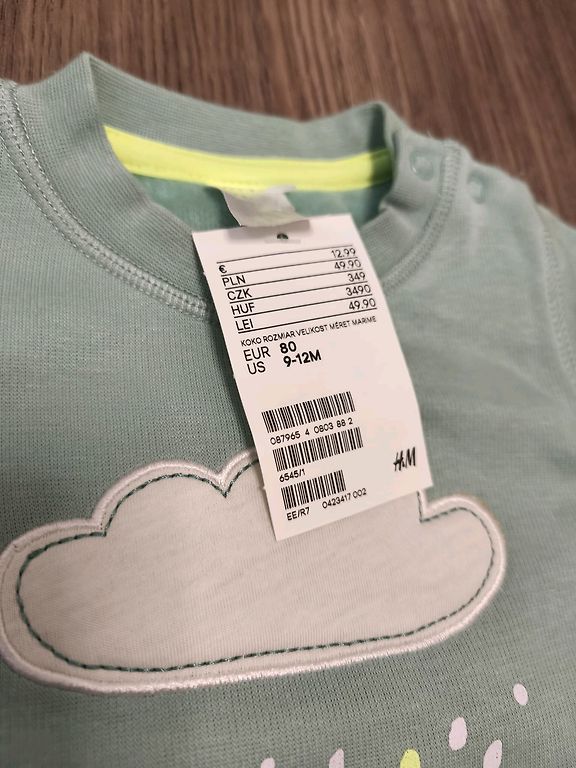 € 12.99
PLN 49.90
CZK 349
HUF 3490
LEI 49.90
KOKO ROZMIAR VELIKOST MÉRET MARIME
EUR 80
US 9-12M
087965 4 0803 88 2
6545/1
H&M
EE/R7 0423417 002